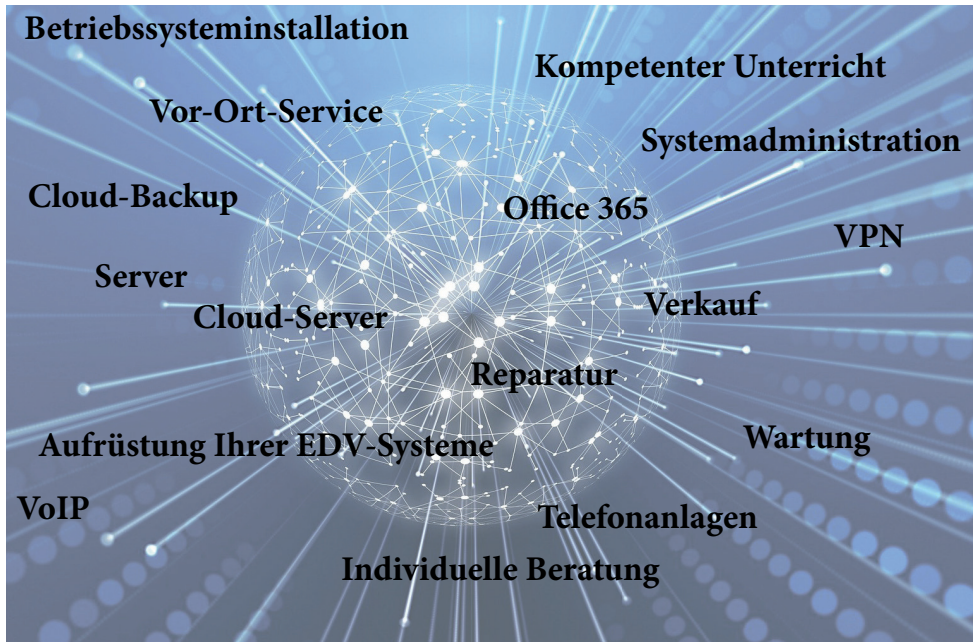 Betriebssysteminstallation
Kompetenter Unterricht
Vor-Ort-Service
Systemadministration
Cloud-Backup
Office 365
VPN
Server
Verkauf
Cloud-Server
Reparatur
Aufrüstung Ihrer EDV-Systeme
Wartung
VoIP
Telefonanlagen
Individuelle Beratung